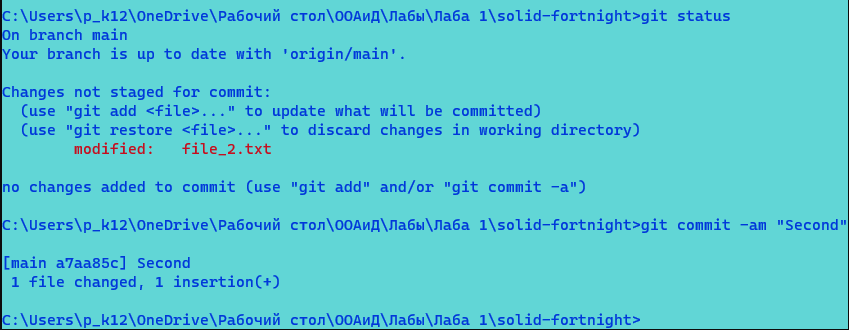 C:\Users\p_k12\OneDrive\Рабочий стол\ООАиД\Лабы\Лаба 1\solid-fortnight>git status
On branch main
Your branch is up to date with 'origin/main'.
Changes not staged for commit:
(use "git add <file>..." to update what will be committed)
(use "git restore <file>..." to discard changes in working directory)
modified: file_2.txt
no changes added to commit (use "git add" and/or "git commit -a")
C:\Users\p_k12\OneDrive\Рабочий стол\ООАиД\Лабы\Лаба 1\solid-fortnight>git commit -am "Second"
[main a7aa85c] Second
1 file changed, 1 insertion(+)
C:\Users\p_k12\OneDrive\Рабочий стол\ООАиД\Лабы\Лаба 1\solid-fortnight>